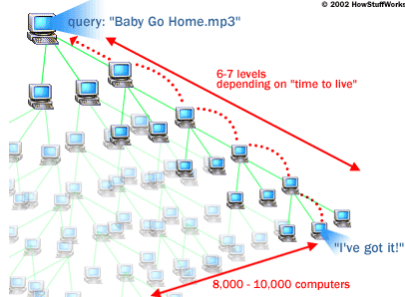 © 2002 HowStuffWorks
query: "Baby Go Home.mp3"
6-7 levels
depending on "time to live"
"I've got it!"
8,000 - 10,000 computers